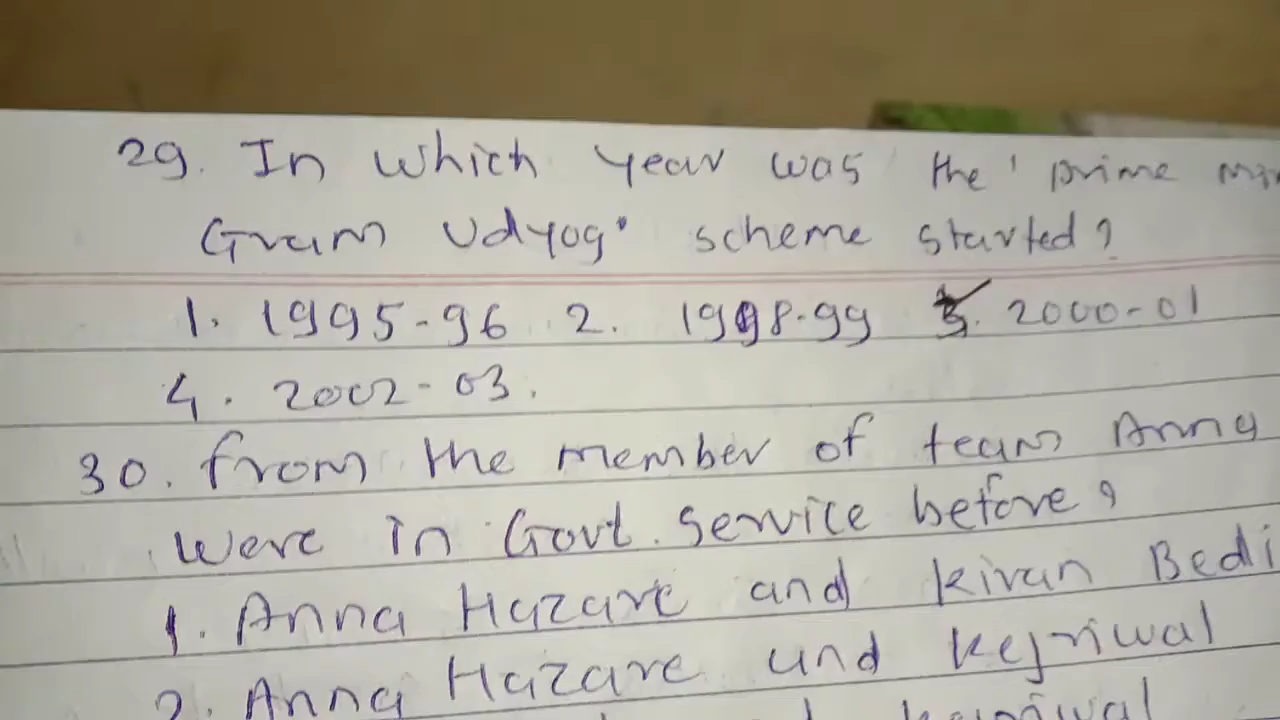 29. In which year was the 'prime
Gram Udyog' scheme started?
1. 1995-96 2. 1998-99 3. 2000-01
4. 2002-03.
30. from the member of team Anna
were in Govt. Service before?
1. Anna Hazare and Kiran Bedi
2. Anna Hazare and Kejriwal